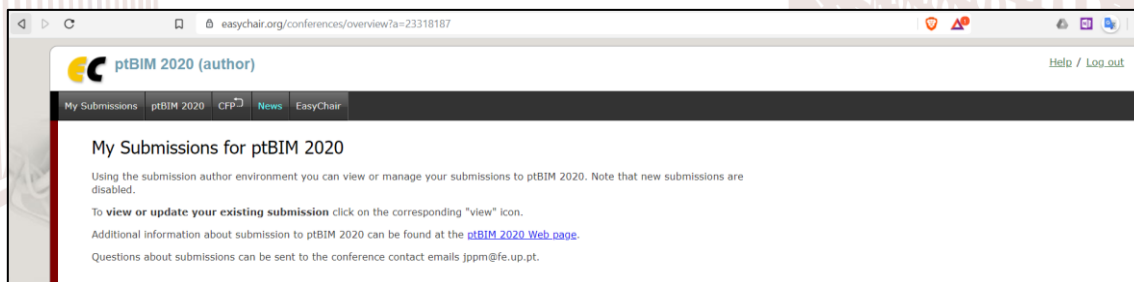 easychair.org/conferences/overview?a=23318187
EC ptBIM 2020 (author)
Help / Log out
My Submissions ptBIM 2020 CFP News EasyChair
My Submissions for ptBIM 2020
Using the submission author environment you can view or manage your submissions to ptBIM 2020. Note that new submissions are
disabled.
To view or update your existing submission click on the corresponding "view" icon.
Additional information about submission to ptBIM 2020 can be found at the ptBIM 2020 Web page.
Questions about submissions can be sent to the conference contact emails jppm@fe.up.pt.